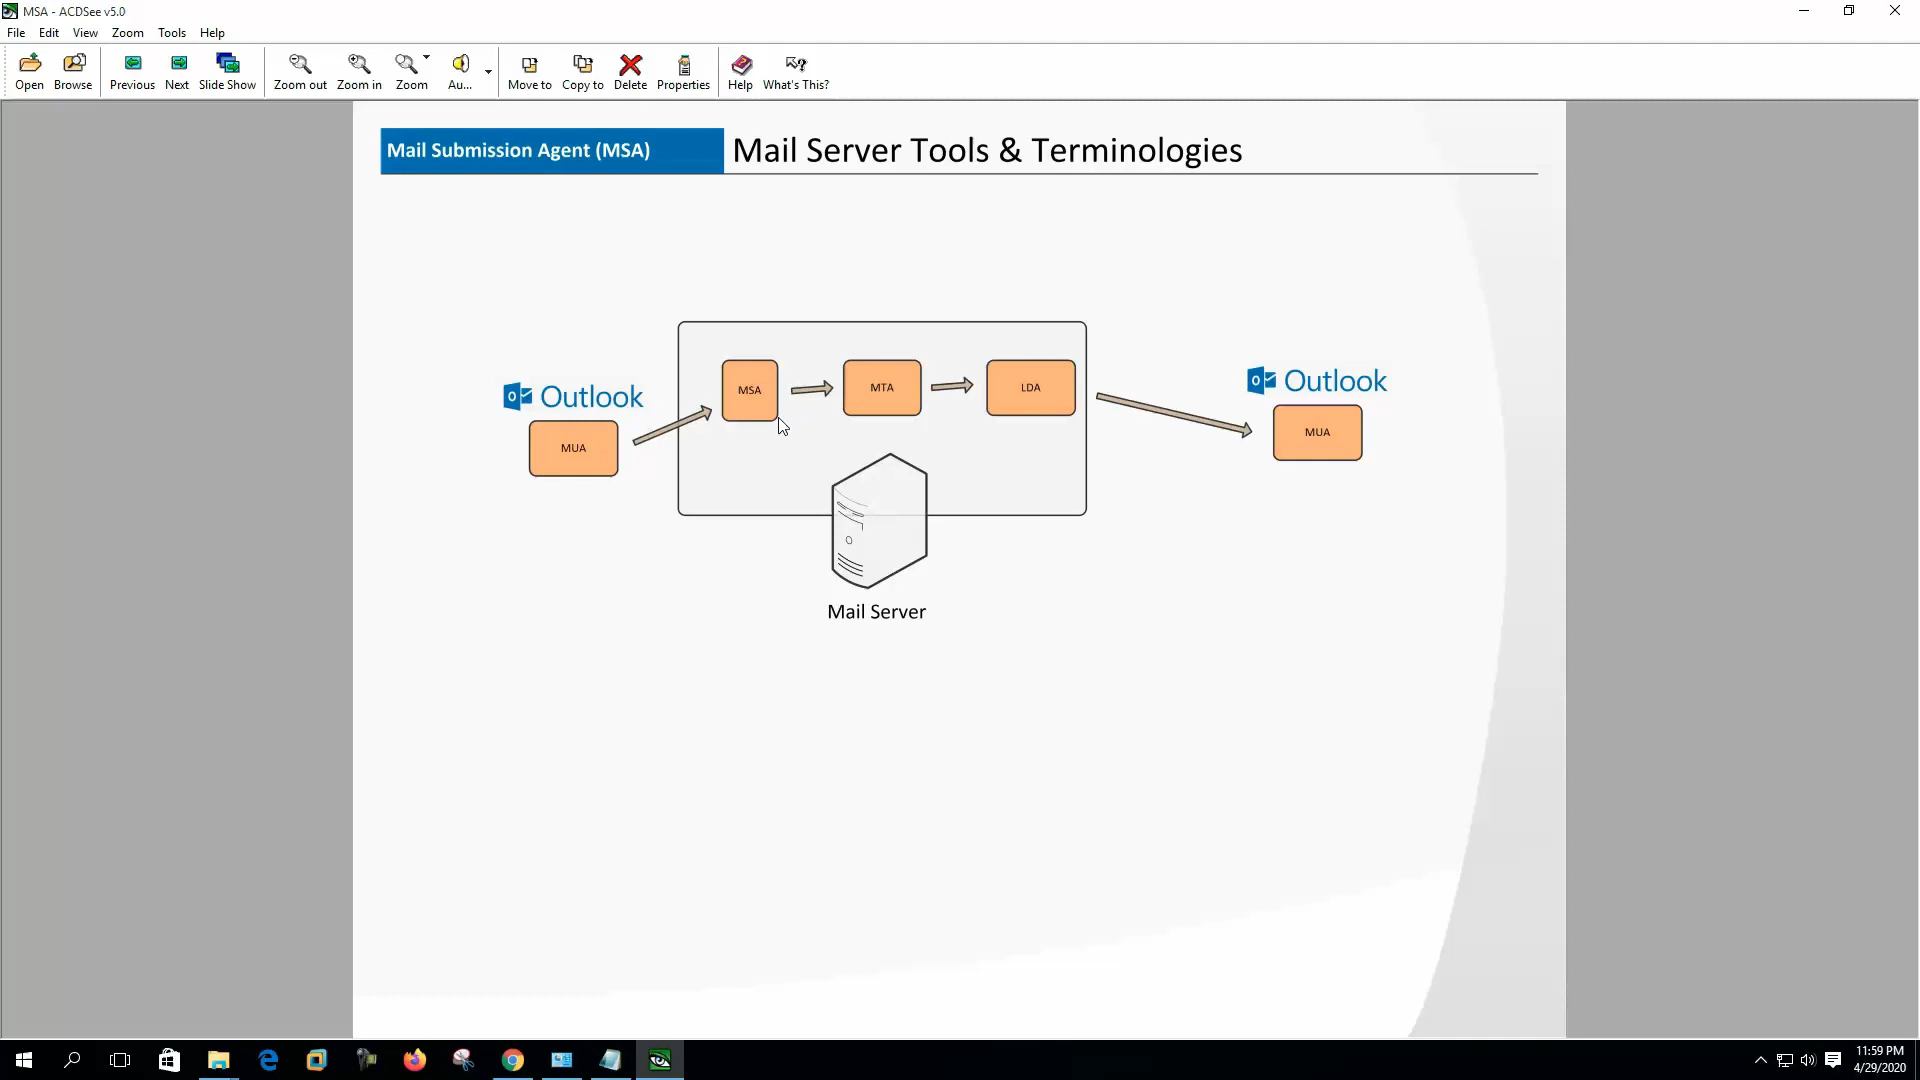 MSA - ACDSee v5.0
File Edit View Zoom Tools Help
Open Browse Previous Next Slide Show Zoom out Zoom in Zoom Au... Move to Copy to Delete Properties Help What's This?
Mail Submission Agent (MSA) Mail Server Tools & Terminologies
Outlook
MUA
MSA
MTA
LDA
Outlook
MUA
Mail Server
11:59 PM
4/29/2020